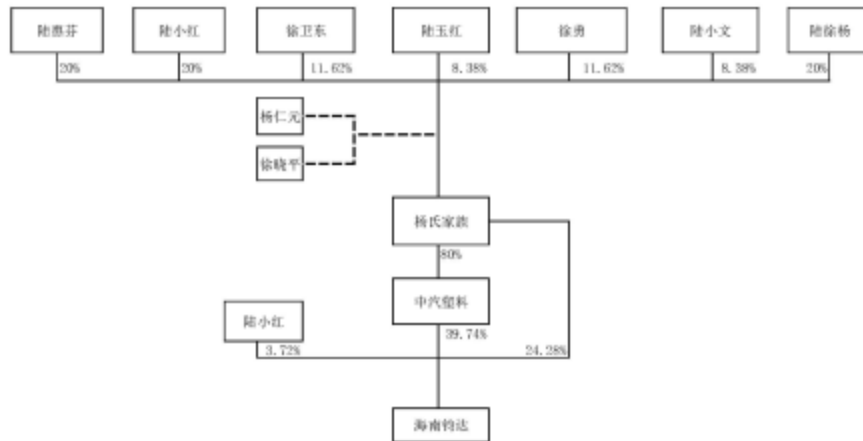 陆惠芬 陆小红 徐卫东 陆玉红 徐勇 陆小文 陆徐杨
20% 20% 11.62% 8.38% 11.62% 8.38% 20%
杨仁元
徐晓平
杨氏家族
80%
中汽塑料
陆小红
39.74%
3.72% 24.28%
海南钧达